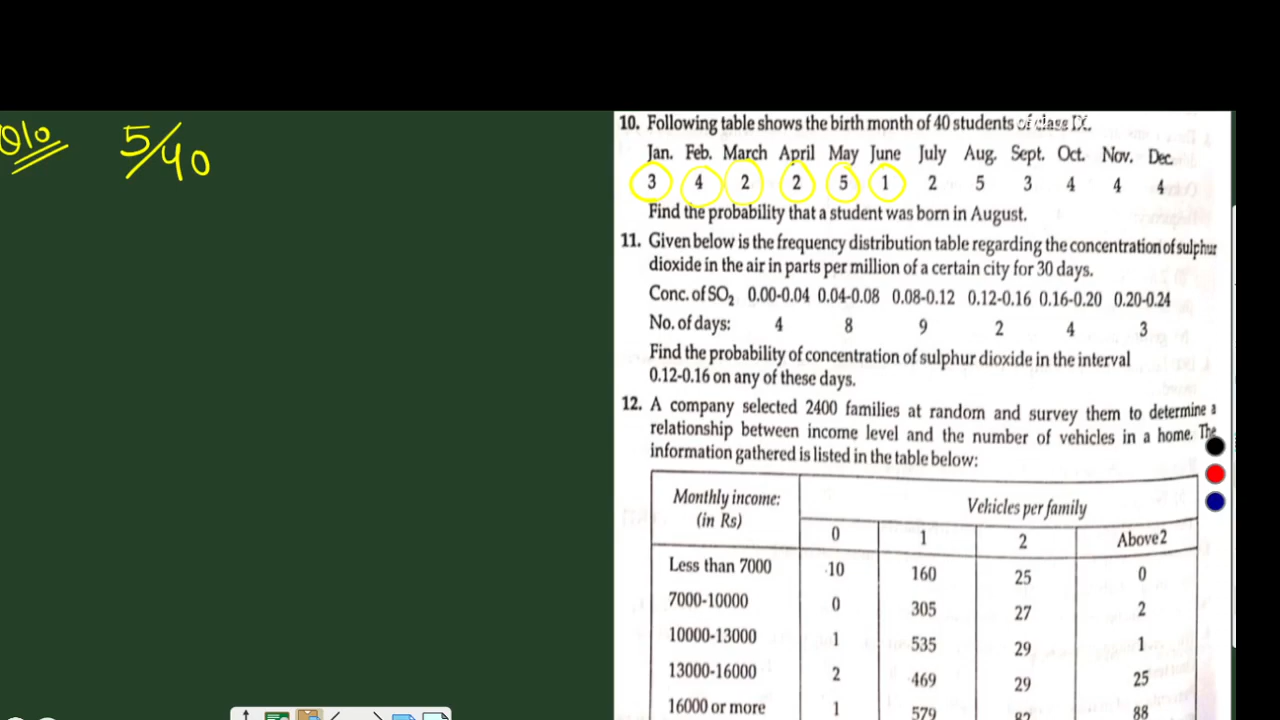 5/40
10. Following table shows the birth month of 40 students of class IX.
Jan. Feb. March April May June July Aug. Sept. Oct. Nov. Dec.
3 4 2 2 5 1 2 5 3 4 4 4
Find the probability that a student was born in August.
11. Given below is the frequency distribution table regarding the concentration of sulphur
dioxide in the air in parts per million of a certain city for 30 days.
Conc. of SO₂ 0.00-0.04 0.04-0.08 0.08-0.12 0.12-0.16 0.16-0.20 0.20-0.24
No. of days: 4 8 9 2 4 3
Find the probability of concentration of sulphur dioxide in the interval
0.12-0.16 on any of these days.
12. A company selected 2400 families at random and survey them to determine a
relationship between income level and the number of vehicles in a home. The
information gathered is listed in the table below:
Monthly income: Vehicles per family
(in Rs)
0 1 2 Above 2
Less than 7000 10 160 25 0
7000-10000 0 305 27 2
10000-13000 1 535 29 1
13000-16000 2 469 29 25
16000 or more 1 579 82 88